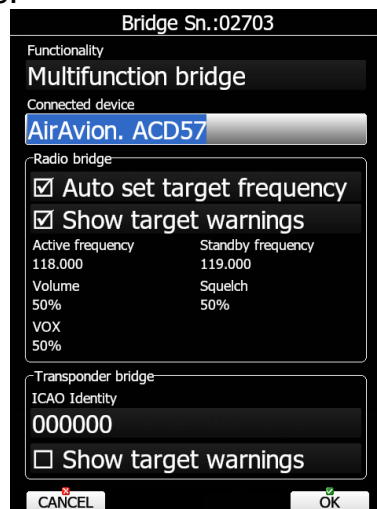 Bridge Sn.:02703
Functionality
Multifunction bridge
Connected device
AirAvion. ACD57
Radio bridge
Auto set target frequency
Show target warnings
Active frequency Standby frequency
118.000 119.000
Volume Squelch
50% 50%
VOX
50%
Transponder bridge
ICAO Identity
000000
Show target warnings
CANCEL OK